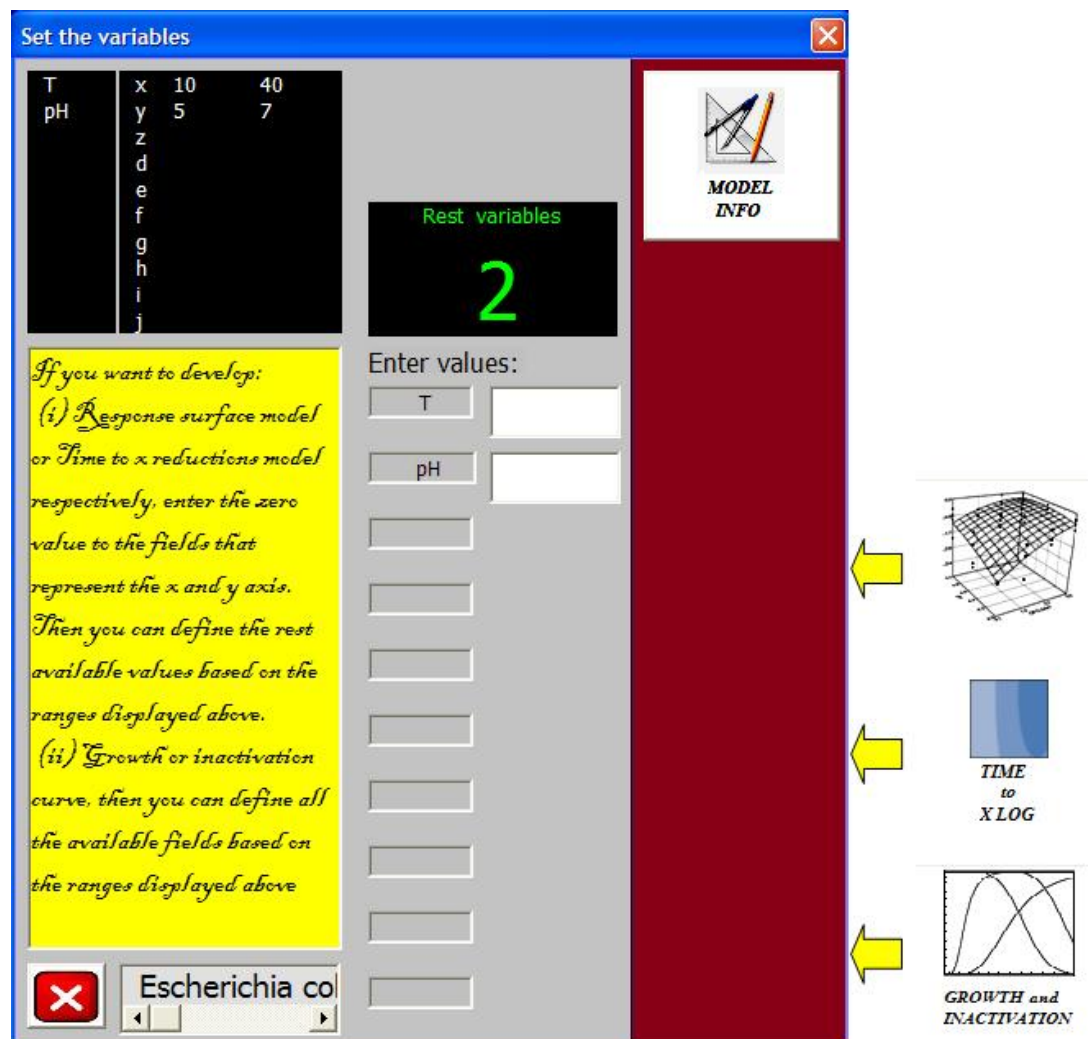 Set the variables
T x 10 40
pH y 5 7
z
d
e
f
g
h
i
j
Rest variables
2
MODEL
INFO
If you want to develop:
(i) Response surface model
or Time to x reductions model
respectively, enter the zero
value to the fields that
represent the x and y axis.
Then you can define the rest
available values based on the
ranges displayed above.
(ii) Growth or inactivation
curve, then you can define all
the available fields based on
the ranges displayed above
Enter values:
T
pH
Escherichia col
TIME
to
X LOG
GROWTH and
INACTIVATION